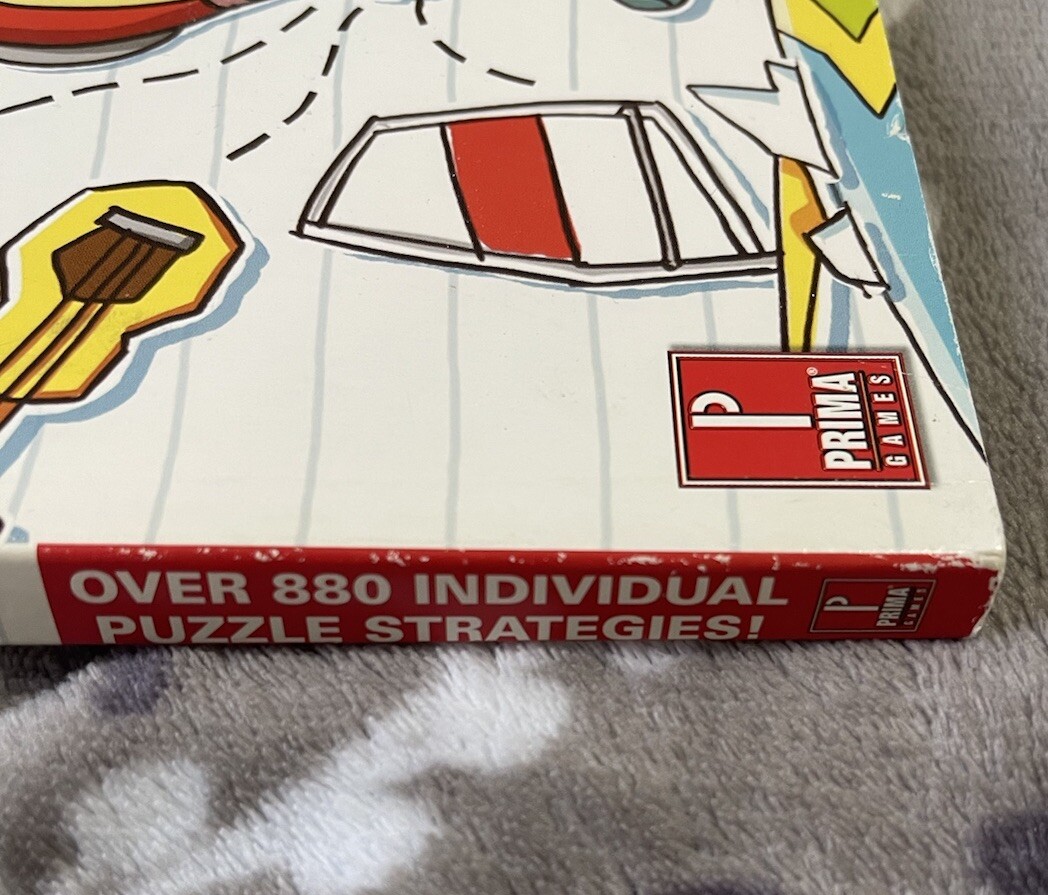 P
PRIMA®
GAMES
OVER 880 INDIVIDUAL
PUZZLE STRATEGIES!
P
PRIMA
GAMES